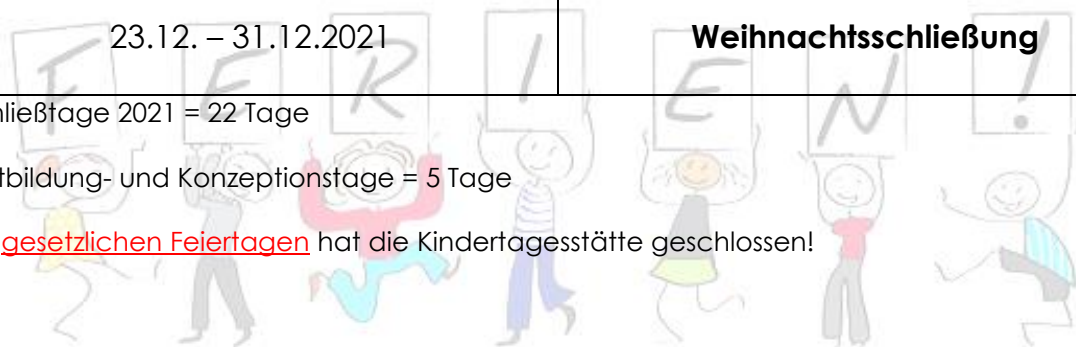 23.12. – 31.12.2021 Weihnachtsschließung
FERIEN!
ließtage 2021 = 22 Tage
tbildung- und Konzeptionstage = 5 Tage
gesetzlichen Feiertagen hat die Kindertagesstätte geschlossen!